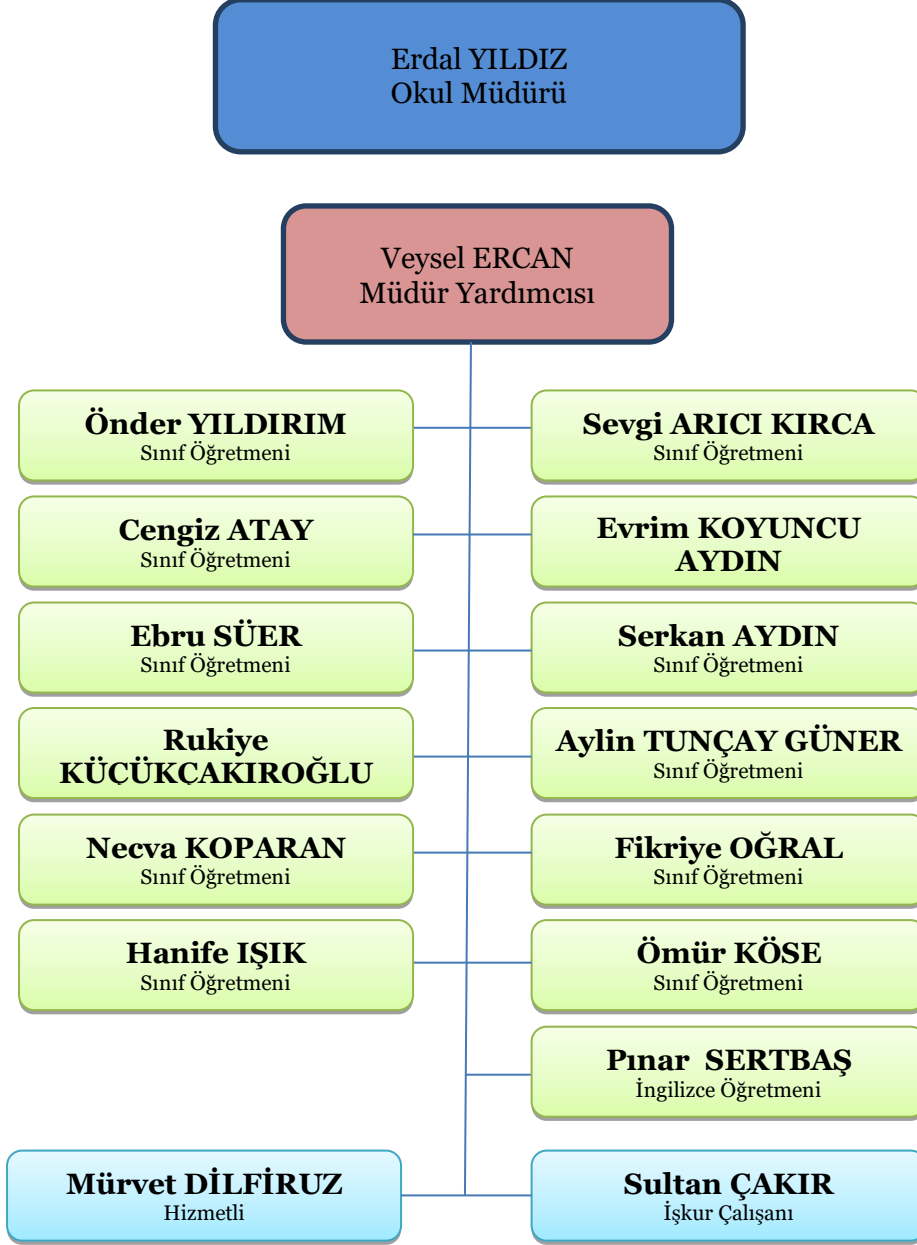 Erdal YILDIZ
Okul Müdürü
Veysel ERCAN
Müdür Yardımcısı
Önder YILDIRIM
Sınıf Öğretmeni
Sevgi ARICI KIRCA
Sınıf Öğretmeni
Cengiz ATAY
Sınıf Öğretmeni
Evrim KOYUNCU
AYDIN
Ebru SÜER
Sınıf Öğretmeni
Serkan AYDIN
Sınıf Öğretmeni
Rukiye
KÜÇÜKÇAKIROĞLU
Aylin TUNÇAY GÜNER
Sınıf Öğretmeni
Necva KOPARAN
Sınıf Öğretmeni
Fikriye OĞRAL
Sınıf Öğretmeni
Hanife IŞIK
Sınıf Öğretmeni
Ömür KÖSE
Sınıf Öğretmeni
Pınar SERTBAŞ
İngilizce Öğretmeni
Mürvet DİLFİRUZ
Hizmetli
Sultan ÇAKIR
İşkur Çalışanı